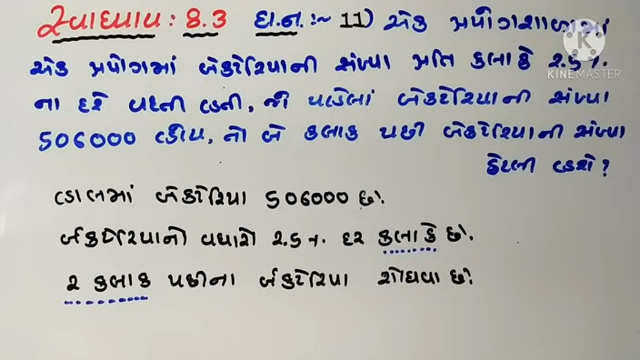 સ્વાધ્યાય : 8.3 દા.ન.:~ 11) એક પ્રયોગશાળામાં
KINEMASTER
એક પ્રયોગમાં બેક્ટેરિયાની સંખ્યા પ્રતિ કલાકે 2.5 %.
ના દરે વધતી હતી, જો પહેલાં બેક્ટેરિયાની સંખ્યા
506000 હોય, તો બે કલાક પછી બેક્ટેરિયાની સંખ્યા
કેટલી હશે?
હાલમાં બેક્ટેરિયા 506000 છે.
બેક્ટેરિયાનો વધારો 2.5 %. દર કલાકે છે.
2 કલાક પછીના બેક્ટેરિયા શોધવા છે.